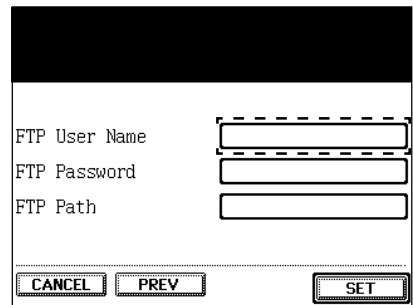 FTP User Name
FTP Password
FTP Path
CANCEL PREV SET